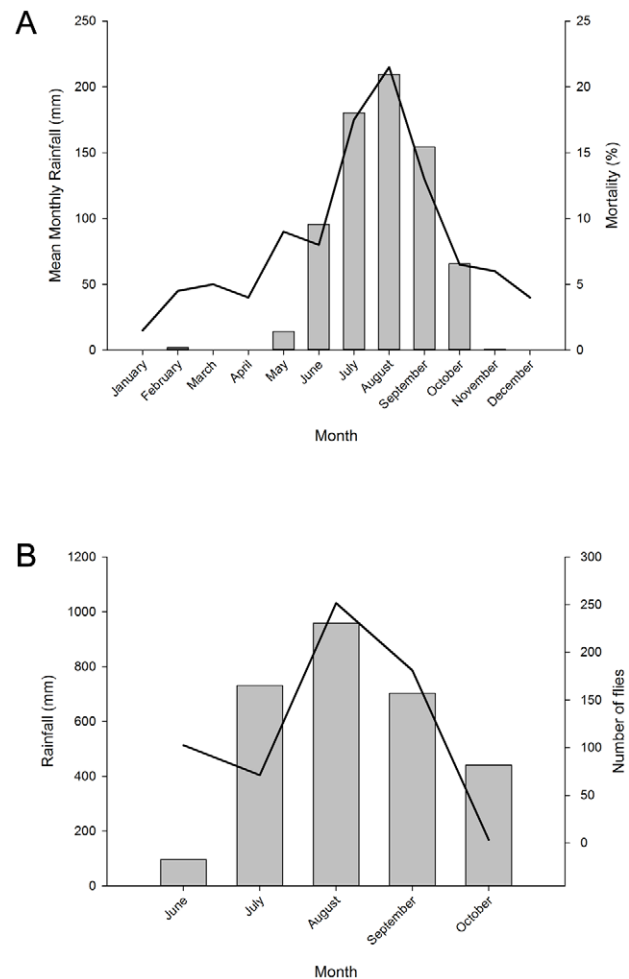 A
Mean Monthly Rainfall (mm)
250
200
150
100
50
0
25
20
15
10
5
0
Mortality (%)
January
February
March
April
May
June
July
August
September
October
November
December
Month
B
Rainfall (mm)
1200
1000
800
600
400
200
0
300
250
200
150
100
50
0
Number of flies
June
July
August
September
October
Month